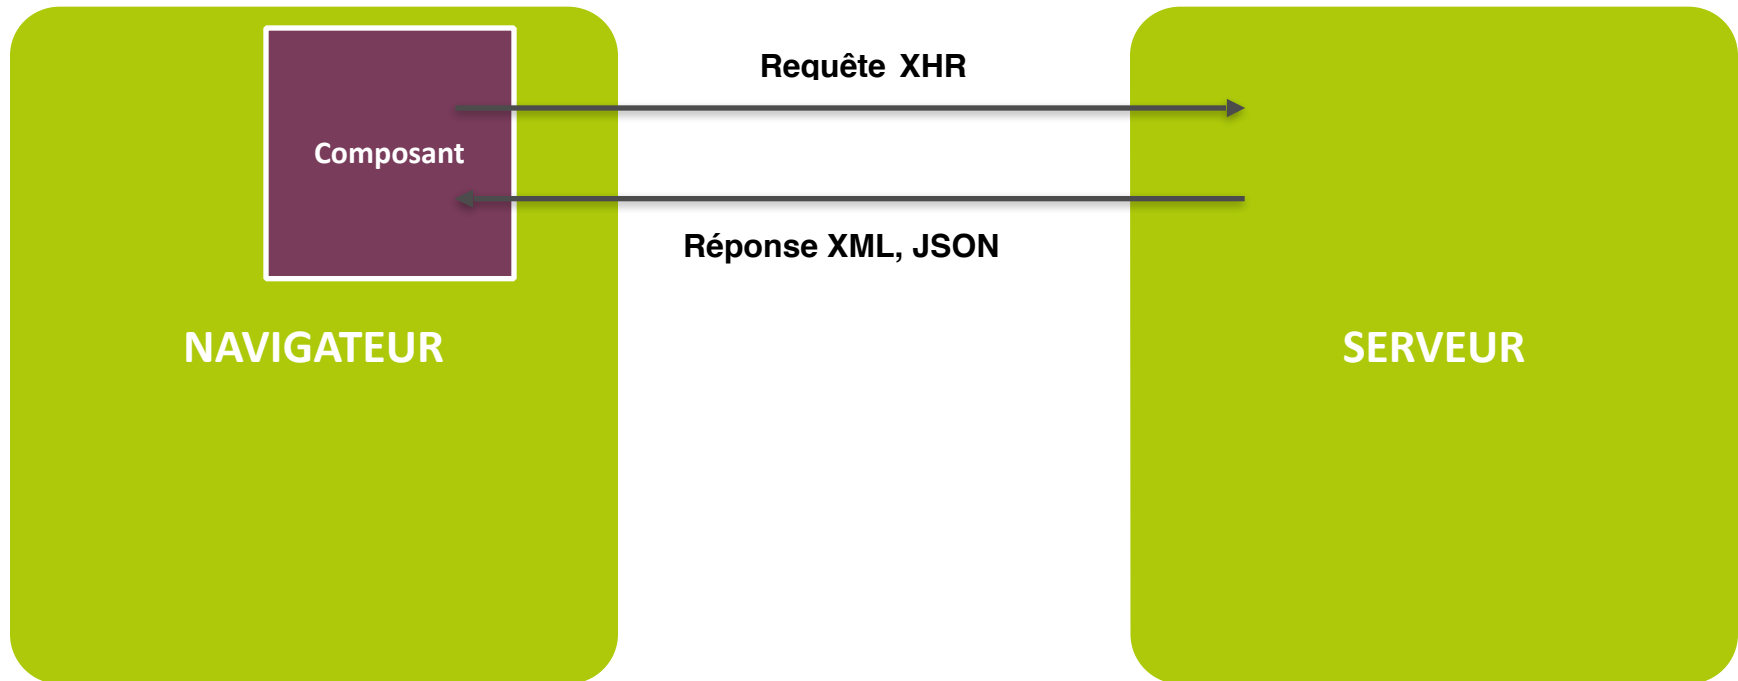 Requête XHR
Composant
Réponse XML, JSON
NAVIGATEUR
SERVEUR